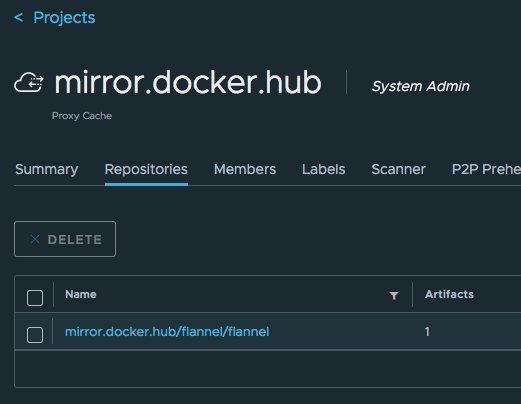 < Projects
mirror.docker.hub
System Admin
Proxy Cache
Summary Repositories Members Labels Scanner P2P Prehe
× DELETE
Name Artifacts
mirror.docker.hub/flannel/flannel 1